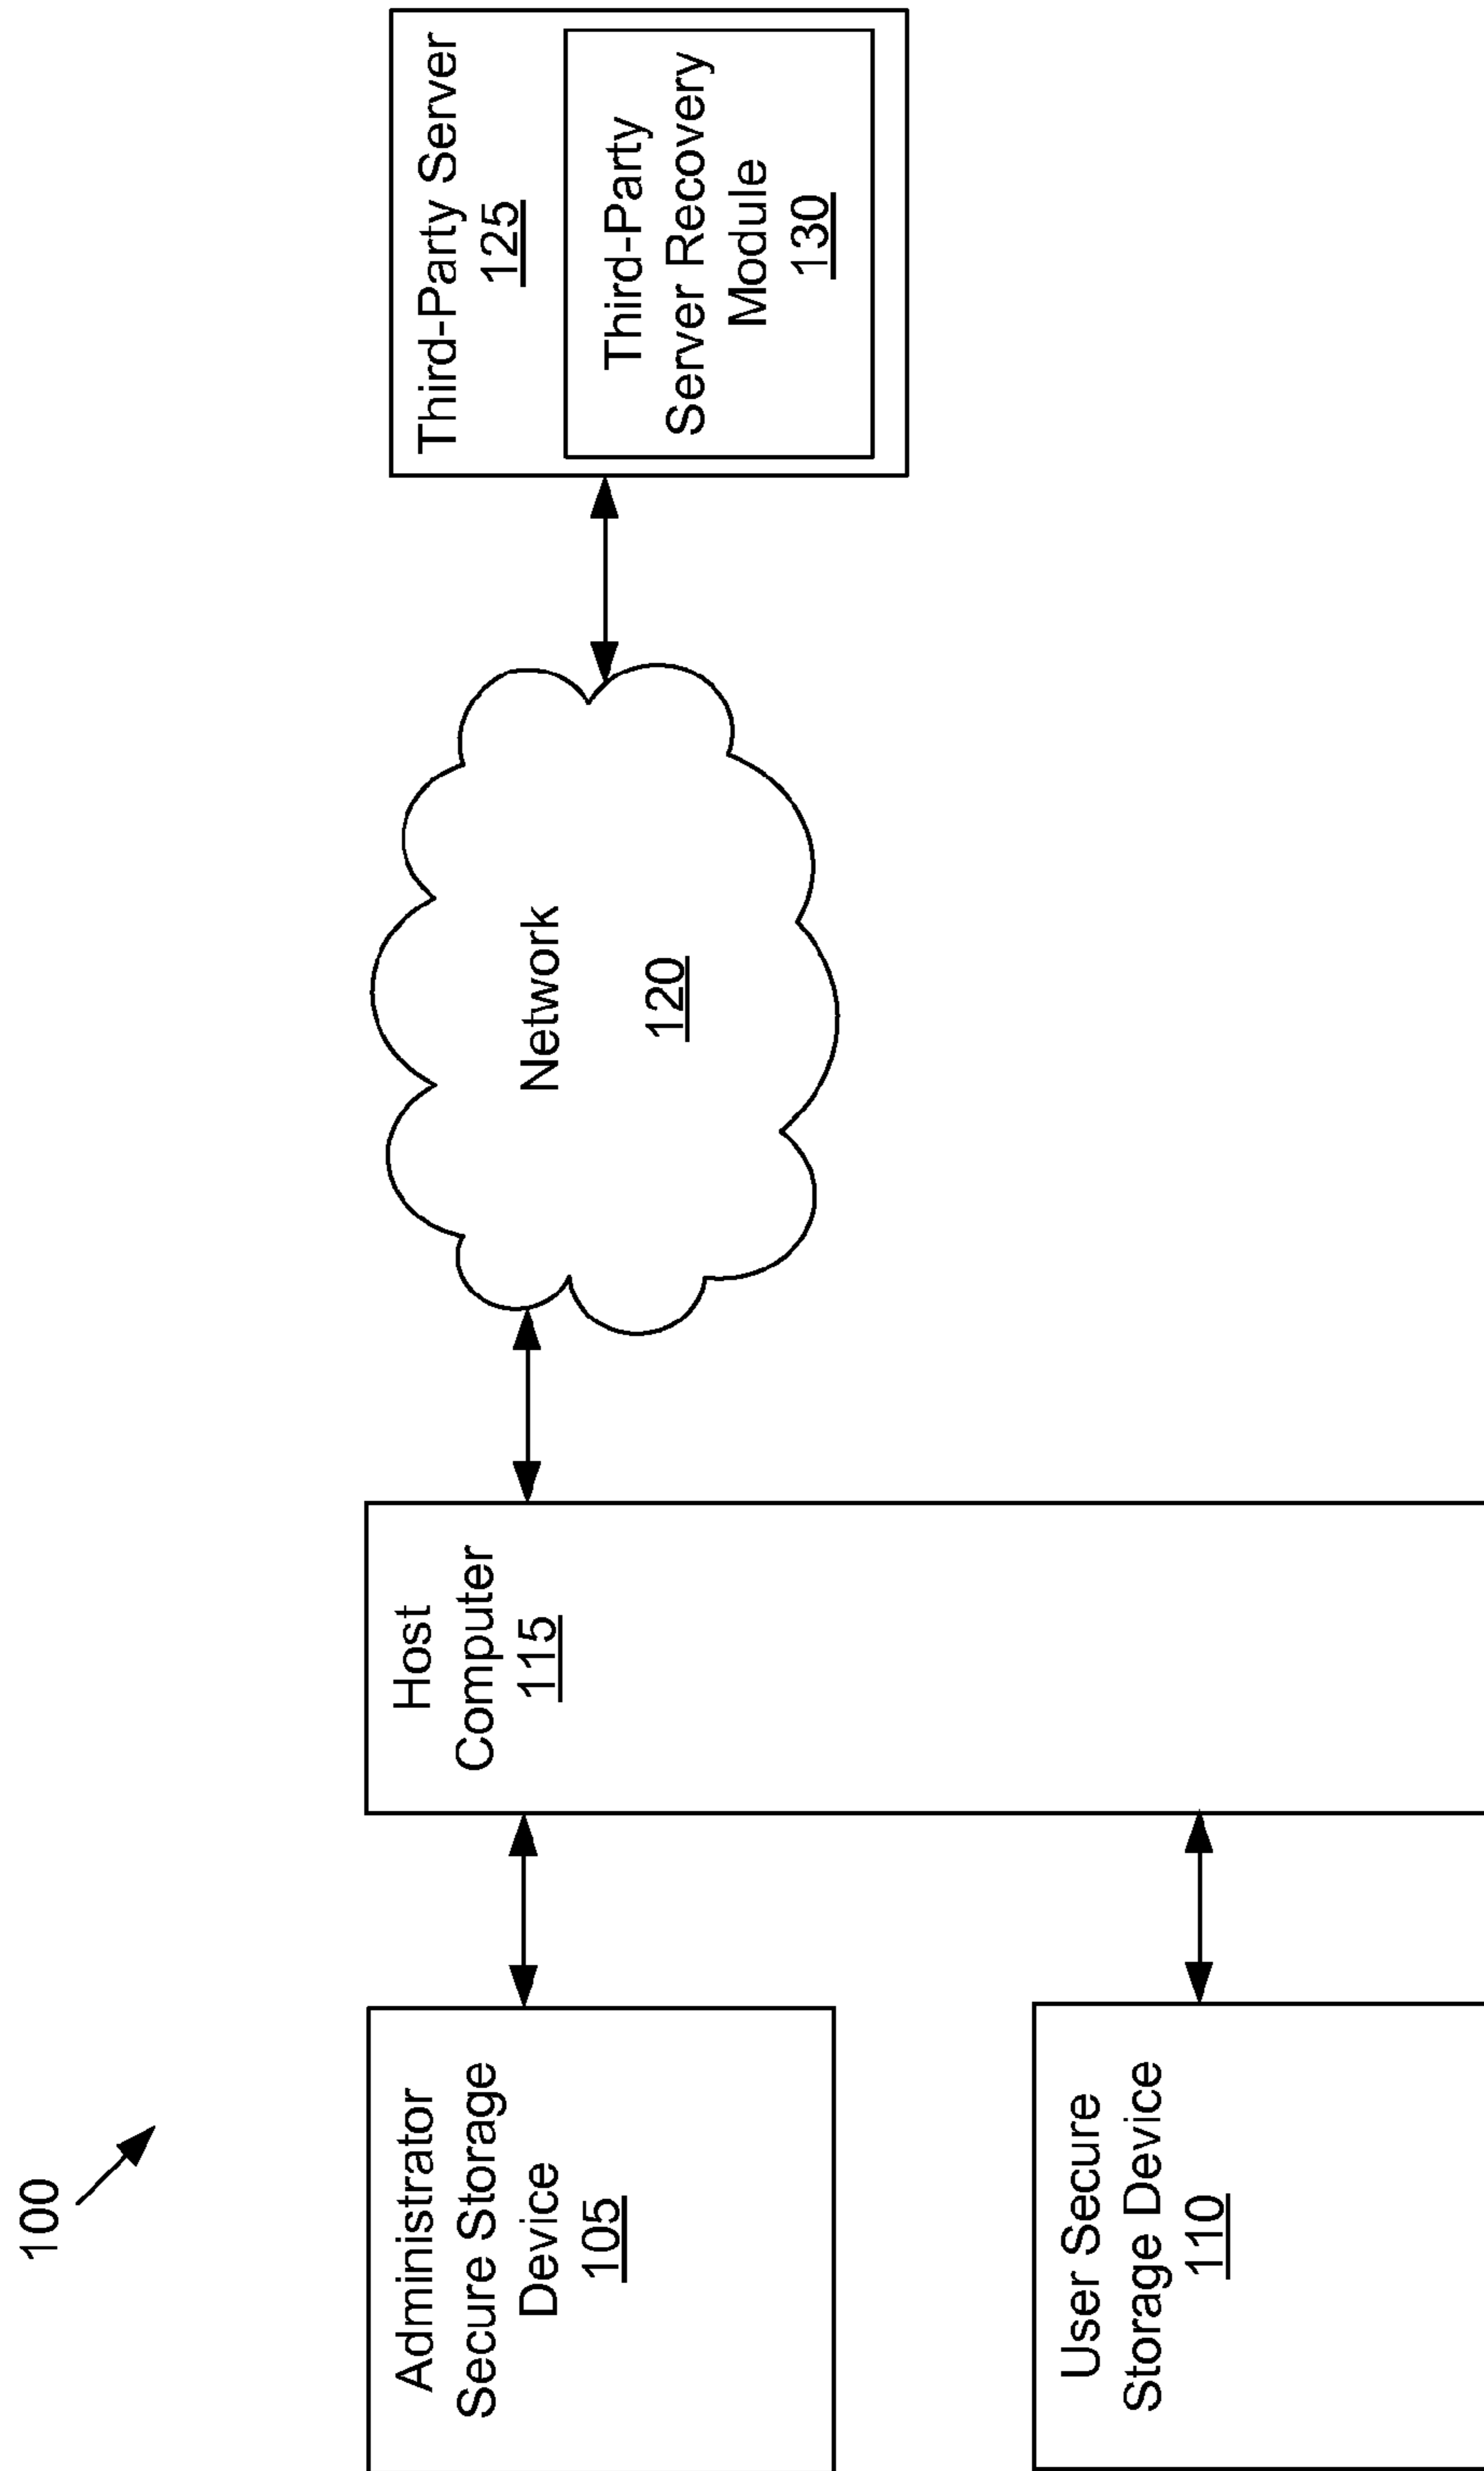 100
Administrator
Secure Storage
Device
105
User Secure
Storage Device
110
Host
Computer
115
Network
120
Third-Party Server
125
Third-Party
Server Recovery
Module
130